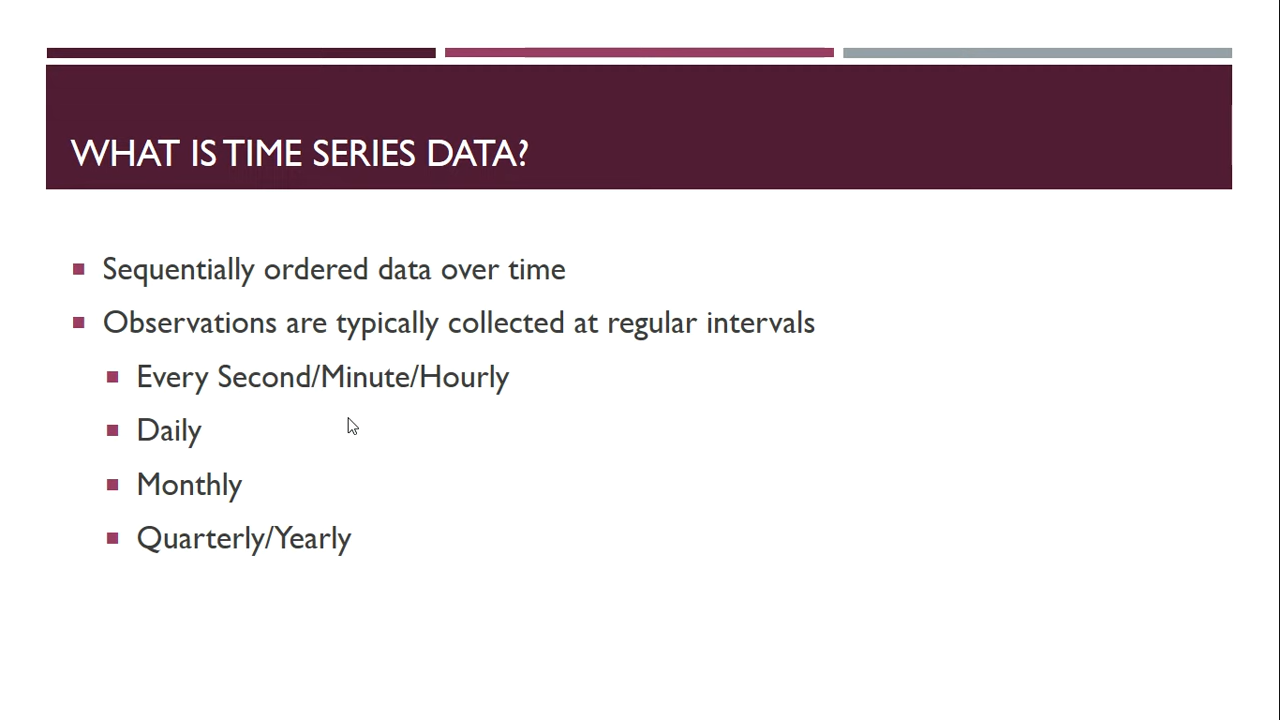 WHAT IS TIME SERIES DATA?
Sequentially ordered data over time
Observations are typically collected at regular intervals
Every Second/Minute/Hourly
Daily
Monthly
Quarterly/Yearly